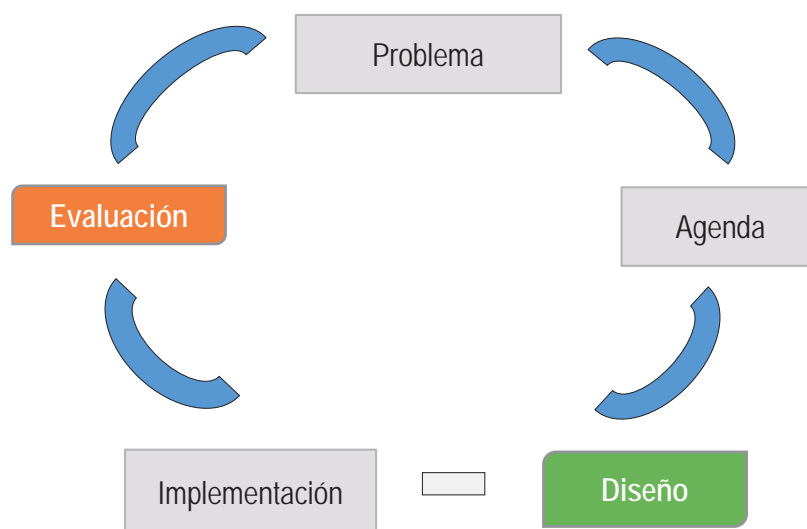 Problema
Evaluación
Agenda
Implementación
Diseño